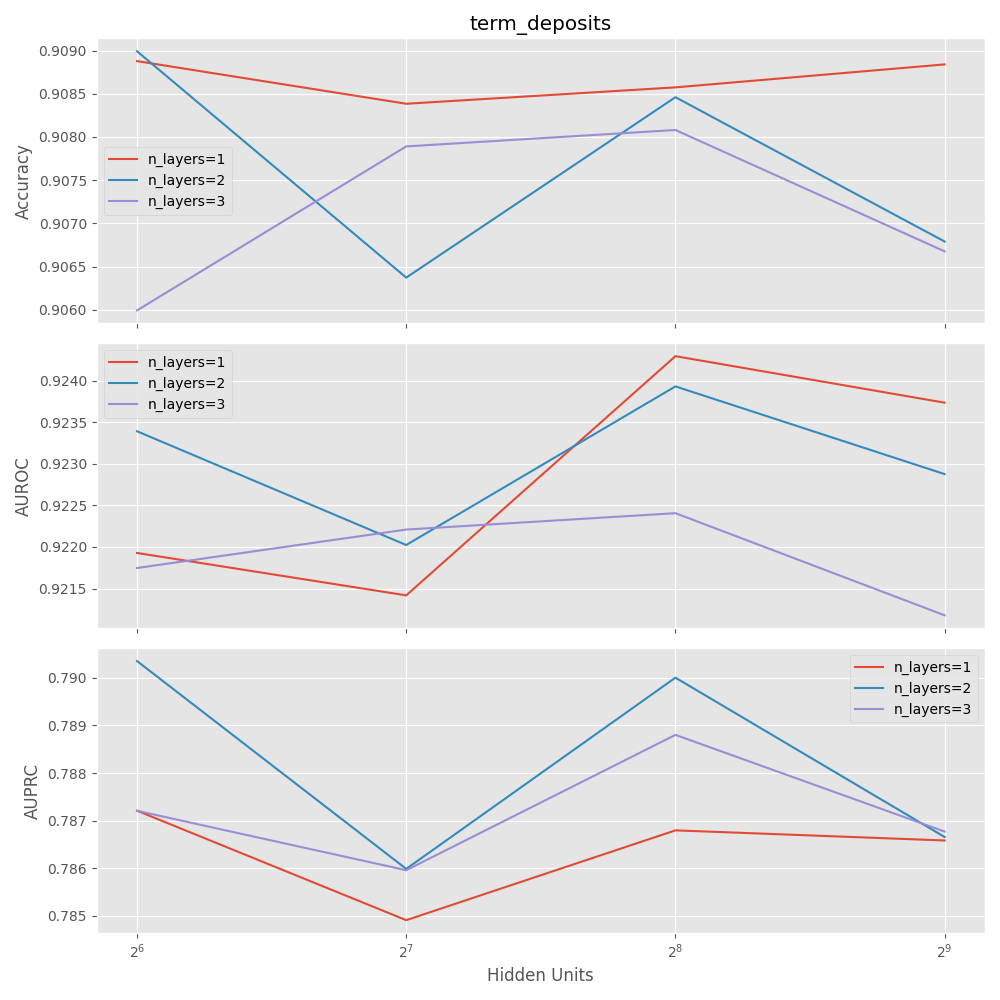 term_deposits
0.9090
0.9085
0.9080
0.9075
0.9070
0.9065
0.9060
Accuracy
n_layers=1
n_layers=2
n_layers=3
0.9240
0.9235
0.9230
0.9225
0.9220
0.9215
AUROC
n_layers=1
n_layers=2
n_layers=3
0.790
0.789
0.788
0.787
0.786
0.785
AUPRC
n_layers=1
n_layers=2
n_layers=3
2⁶ 2⁷ 2⁸ 2⁹
Hidden Units